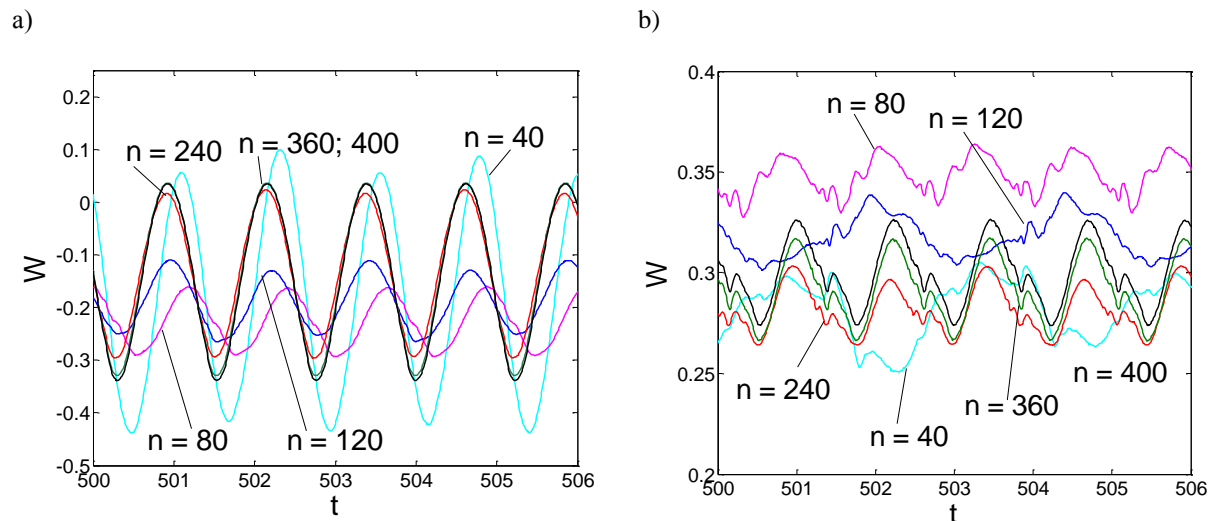 a)
b)
0.2
0.1
0
-0.1
-0.2
-0.3
-0.4
-0.5
W
n = 240
n = 360; 400
n = 40
n = 80
n = 120
500
501
502
503
504
505
506
t
0.4
0.35
0.3
0.25
0.2
W
n = 80
n = 120
n = 240
n = 40
n = 360
n = 400
500
501
502
503
504
505
506
t